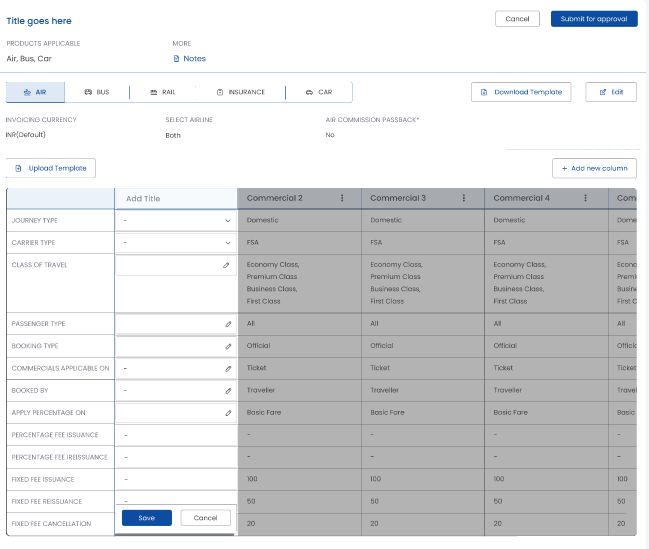 Title goes here
Cancel
Submit for approval
PRODUCTS APPLICABLE
MORE
Air, Bus, Car
Notes
AIR
BUS
RAIL
INSURANCE
CAR
Download Template
Edit
INVOICING CURRENCY
SELECT AIRLINE
AIR COMMISSION PASSBACK*
INR(Default)
Both
No
Upload Template
+ Add new column
Add Title
Commercial 2
Commercial 3
Commercial 4
Com
JOURNEY TYPE
-
Domestic
Domestic
Domestic
Dome
CARRIER TYPE
-
FSA
FSA
FSA
FSA
CLASS OF TRAVEL
Economy Class,
Premium Class
Business Class,
First Class
Economy Class,
Premium Class
Business Class,
First Class
Economy Class,
Premium Class
Business Class,
First Class
Econo
Premi
Busine
First C
PASSENGER TYPE
All
All
All
All
BOOKING TYPE
Official
Official
Official
Officic
COMMERCIALS APPLICABLE ON
-
Ticket
Ticket
Ticket
Ticket
BOOKED BY
-
Traveller
Traveller
Traveller
Travel
APPLY PERCENTAGE ON
Basic Fare
Basic Fare
Basic Fare
Basic
PERCENTAGE FEE ISSUANCE
-
-
-
-
-
PERCENTAGE FEE IREISSUANCE
-
-
-
-
-
FIXED FEE ISSUANCE
-
100
100
100
100
FIXED FEE REISSUANCE
-
50
50
50
50
FIXED FEE CANCELLATION
Save
Cancel
20
20
20
20